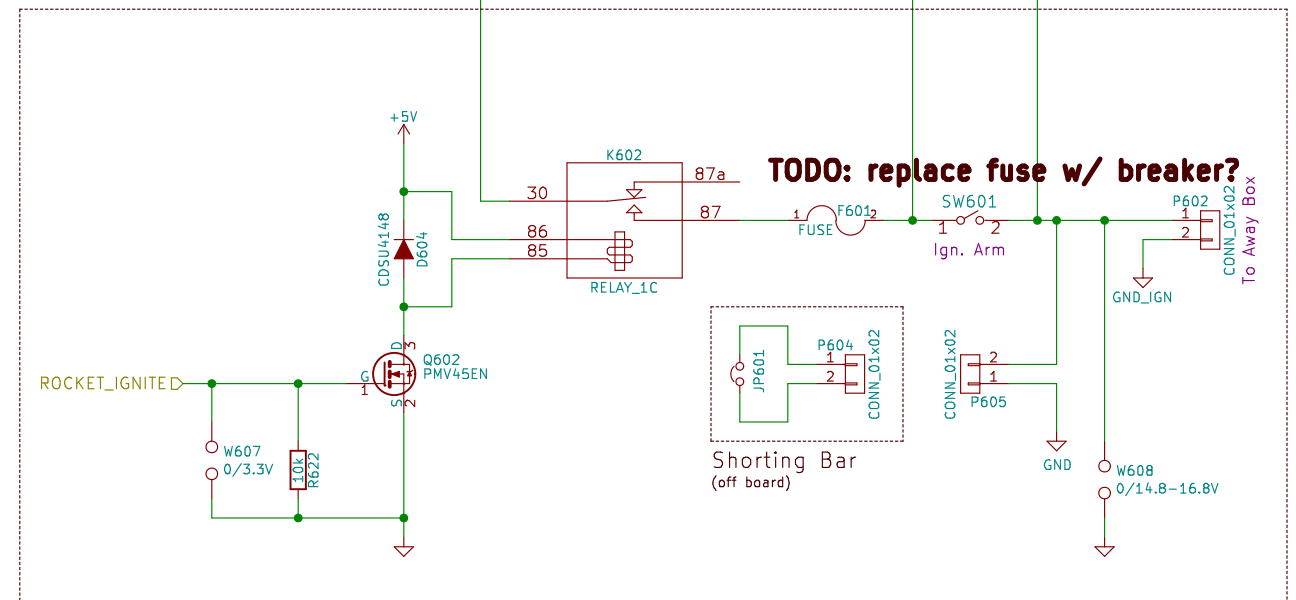 +5V
K602
TODO: replace fuse w/ breaker?
87a
30
87
1
F601
2
FUSE
SW601
1
2
Ign. Arm
P602
1
2
CONN_01x02
To Away Box
GND_IGN
86
85
RELAY_1C
CDSU4148
D604
ROCKET_IGNITE
D
3
G
1
S
2
Q602
PMV45EN
JP601
P604
1
2
CONN_01x02
CONN_01x02
2
1
P605
GND
Shorting Bar
(off board)
W607
0/3.3V
10k
R622
W608
0/14.8-16.8V